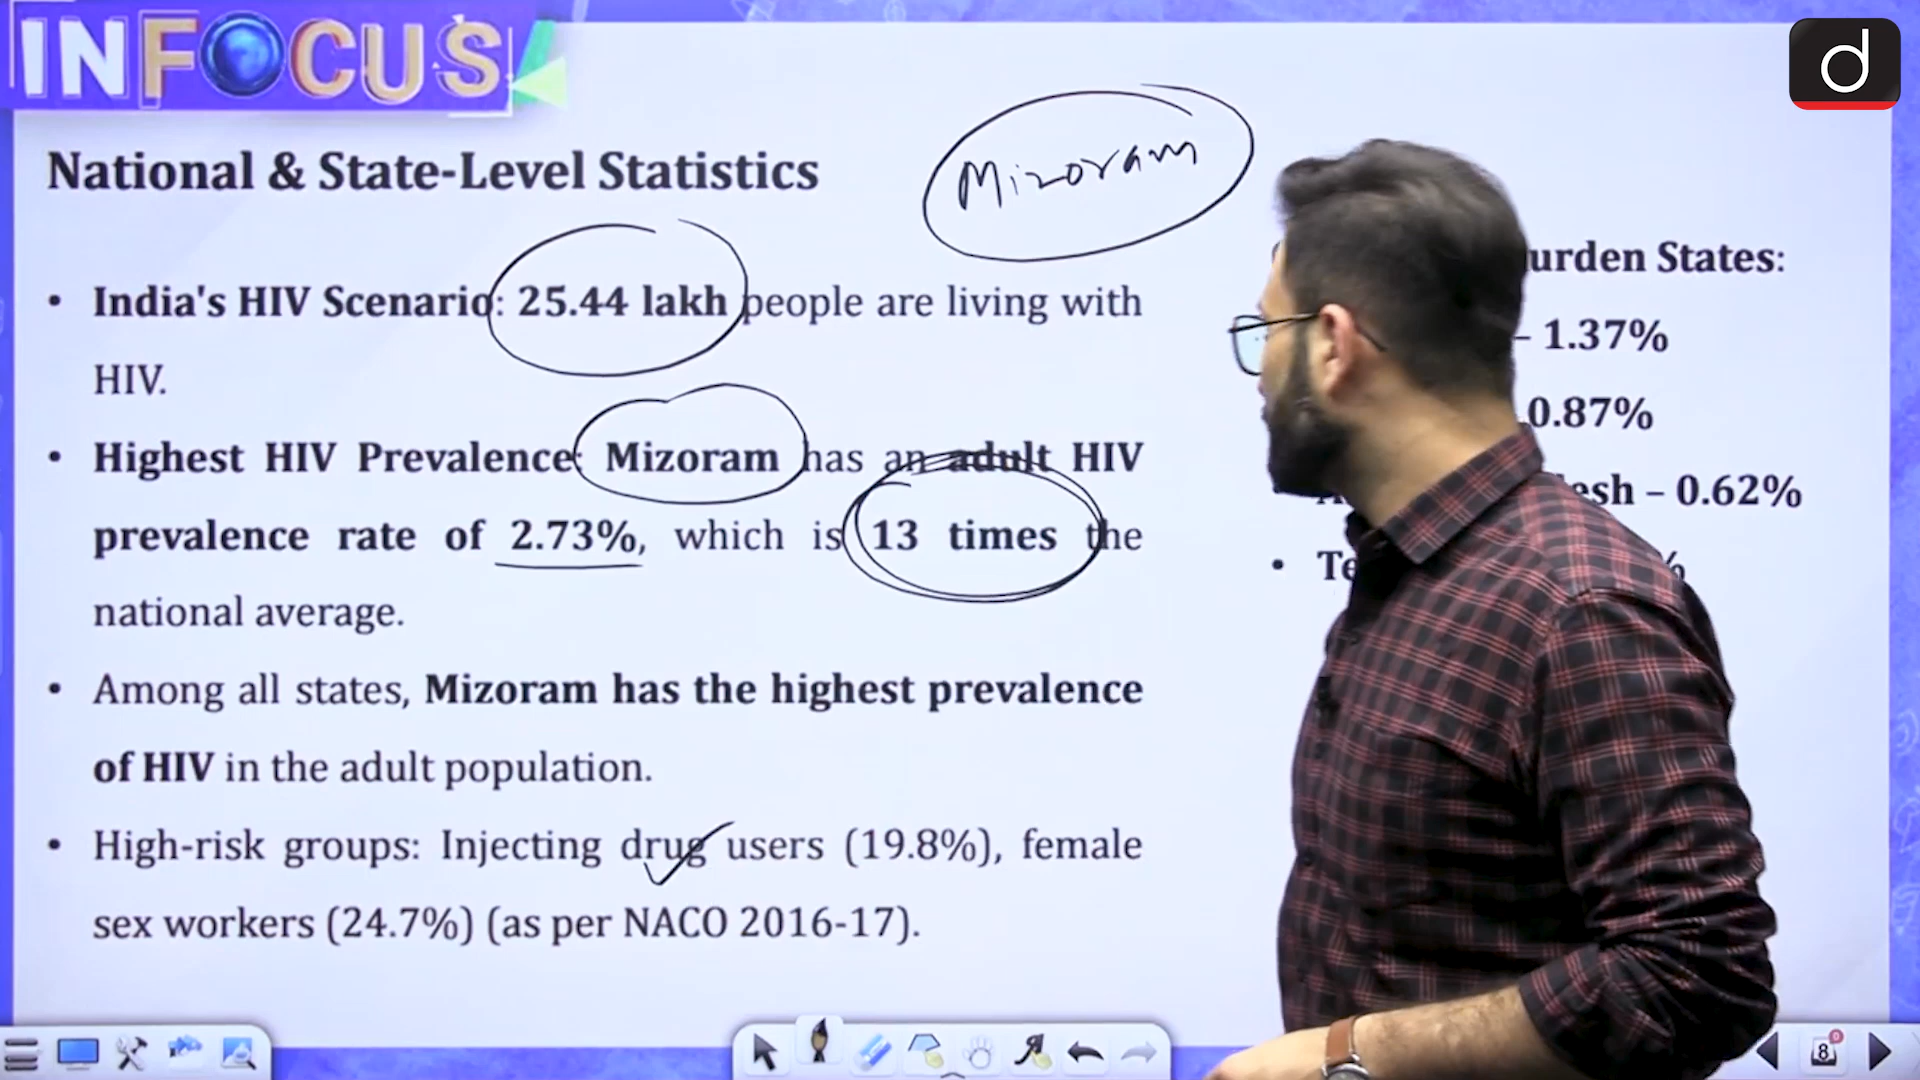 INFOCUS
d
National & State-Level Statistics
Mizoram
• India's HIV Scenario: 25.44 lakh people are living with
HIV.
• Highest HIV Prevalence: Mizoram has an adult HIV
prevalence rate of 2.73%, which is 13 times the
national average.
• Among all states, Mizoram has the highest prevalence
of HIV in the adult population.
• High-risk groups: Injecting drug users (19.8%), female
sex workers (24.7%) (as per NACO 2016-17).
States:
– 1.37%
0.87%
– 0.62%
8